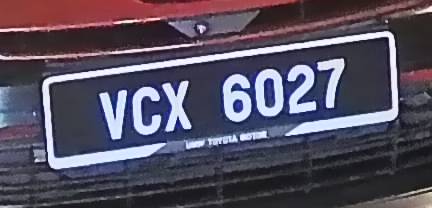 VCX 6027
UMW TOYOTA MOTOR